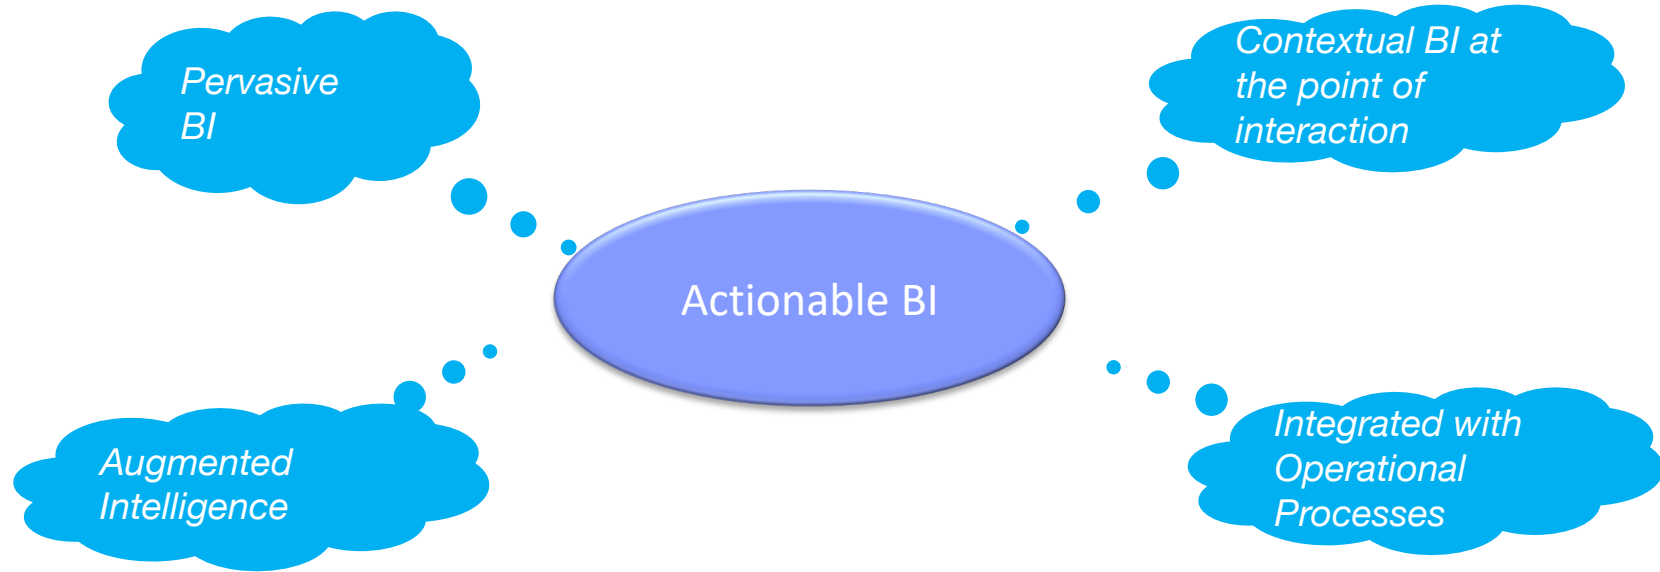 Pervasive
BI
Contextual BI at
the point of
interaction
Actionable BI
Augmented
Intelligence
Integrated with
Operational
Processes